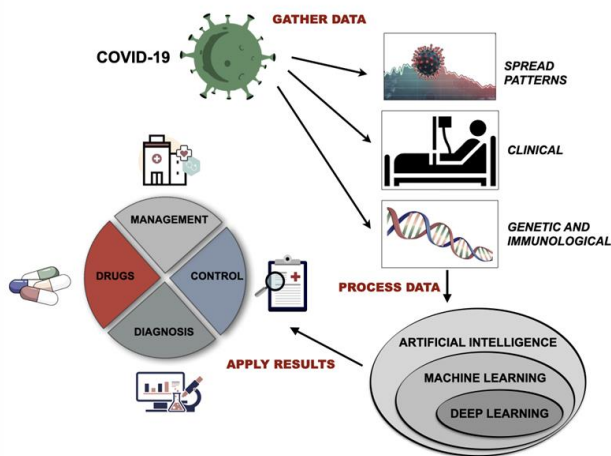 GATHER DATA
COVID-19
SPREAD
PATTERNS
CLINICAL
GENETIC AND
IMMUNOLOGICAL
MANAGEMENT
DRUGS
CONTROL
DIAGNOSIS
PROCESS DATA
ARTIFICIAL INTELLIGENCE
MACHINE LEARNING
DEEP LEARNING
APPLY RESULTS